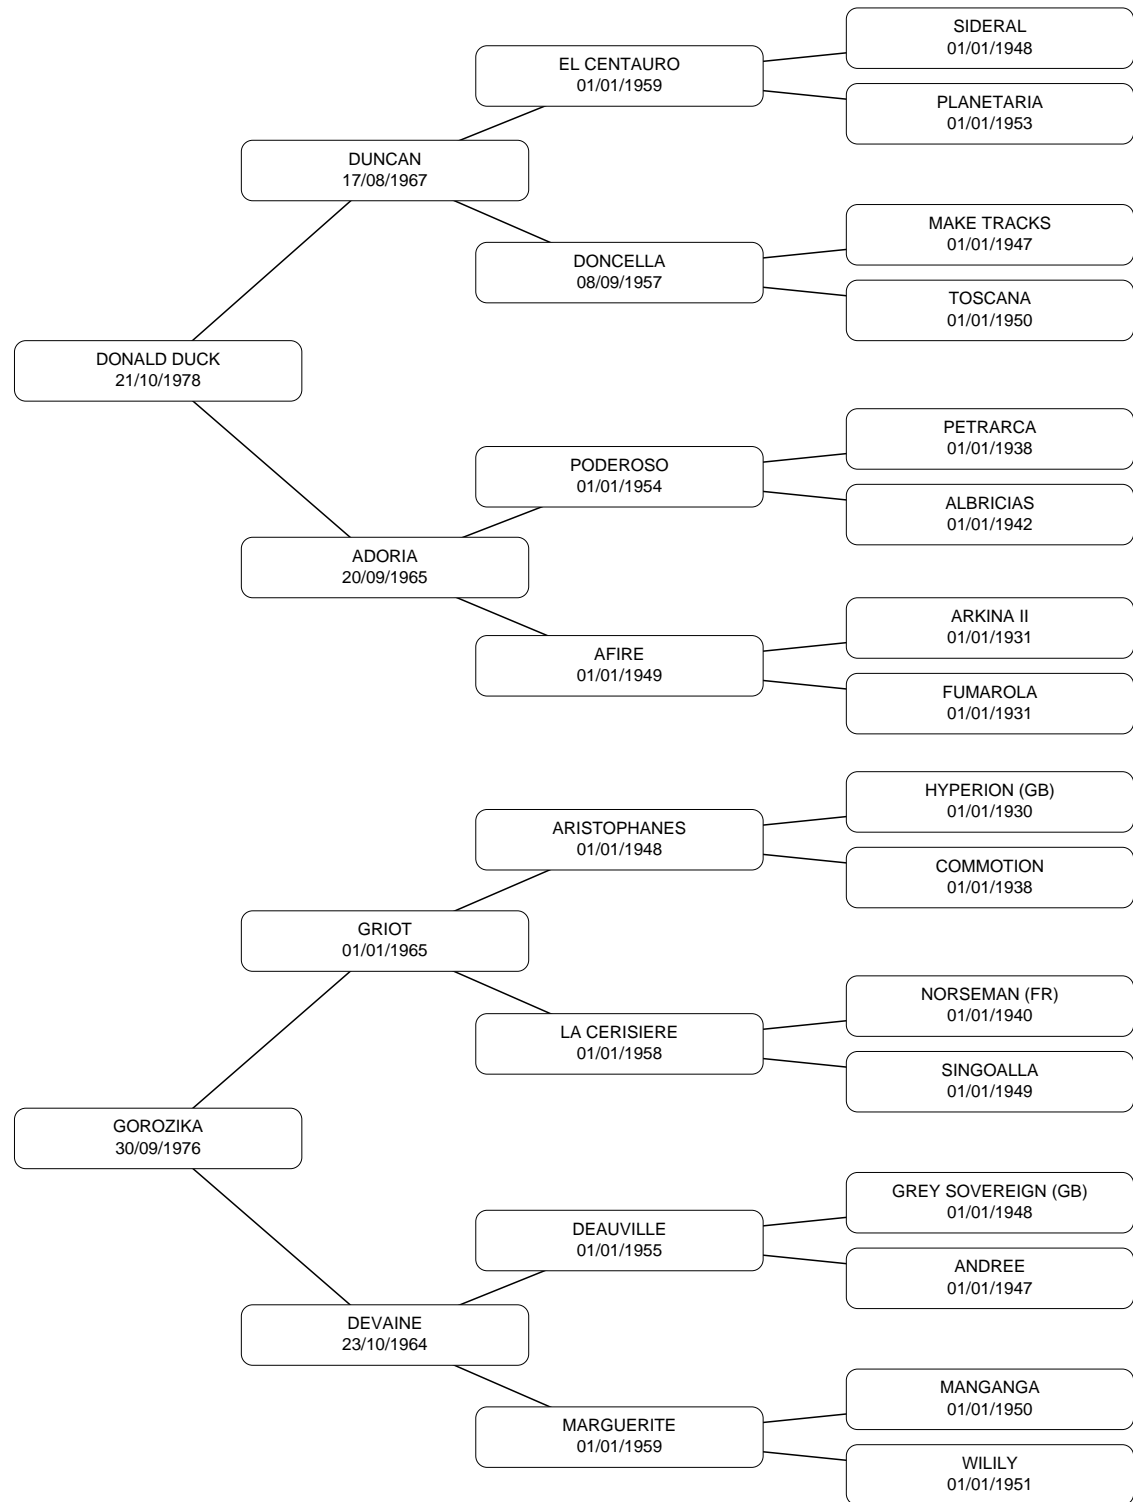 SIDERAL
01/01/1948
EL CENTAURO
01/01/1959
PLANETARIA
01/01/1953
DUNCAN
17/08/1967
MAKE TRACKS
01/01/1947
DONCELLA
08/09/1957
TOSCANA
01/01/1950
DONALD DUCK
21/10/1978
PETRARCA
01/01/1938
PODEROSO
01/01/1954
ALBRICIAS
01/01/1942
ADORIA
20/09/1965
ARKINA II
01/01/1931
AFIRE
01/01/1949
FUMAROLA
01/01/1931
HYPERION (GB)
01/01/1930
ARISTOPHANES
01/01/1948
COMMOTION
01/01/1938
GRIOT
01/01/1965
NORSEMAN (FR)
01/01/1940
LA CERISIERE
01/01/1958
SINGOALLA
01/01/1949
GOROZIKA
30/09/1976
GREY SOVEREIGN (GB)
01/01/1948
DEAUVILLE
01/01/1955
ANDREE
01/01/1947
DEVAINE
23/10/1964
MANGANGA
01/01/1950
MARGUERITE
01/01/1959
WILILY
01/01/1951